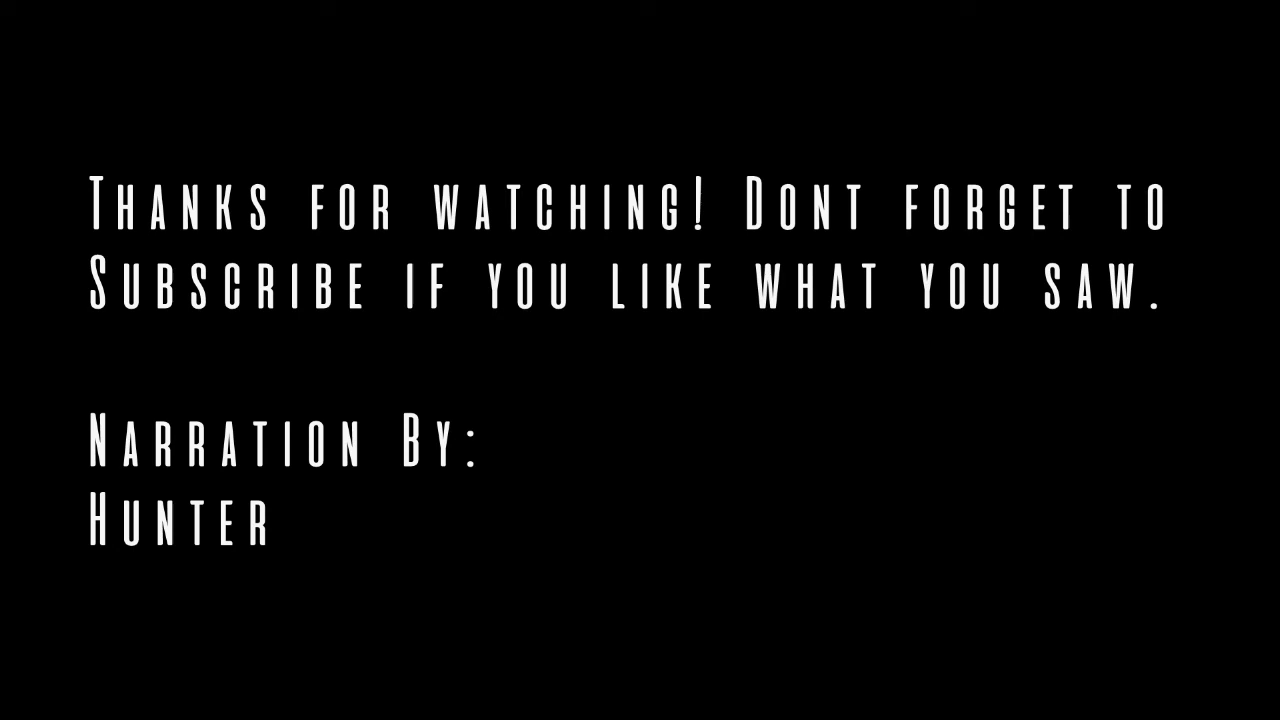 Thanks for watching! Dont forget to
Subscribe if you like what you saw.
Narration By:
Hunter